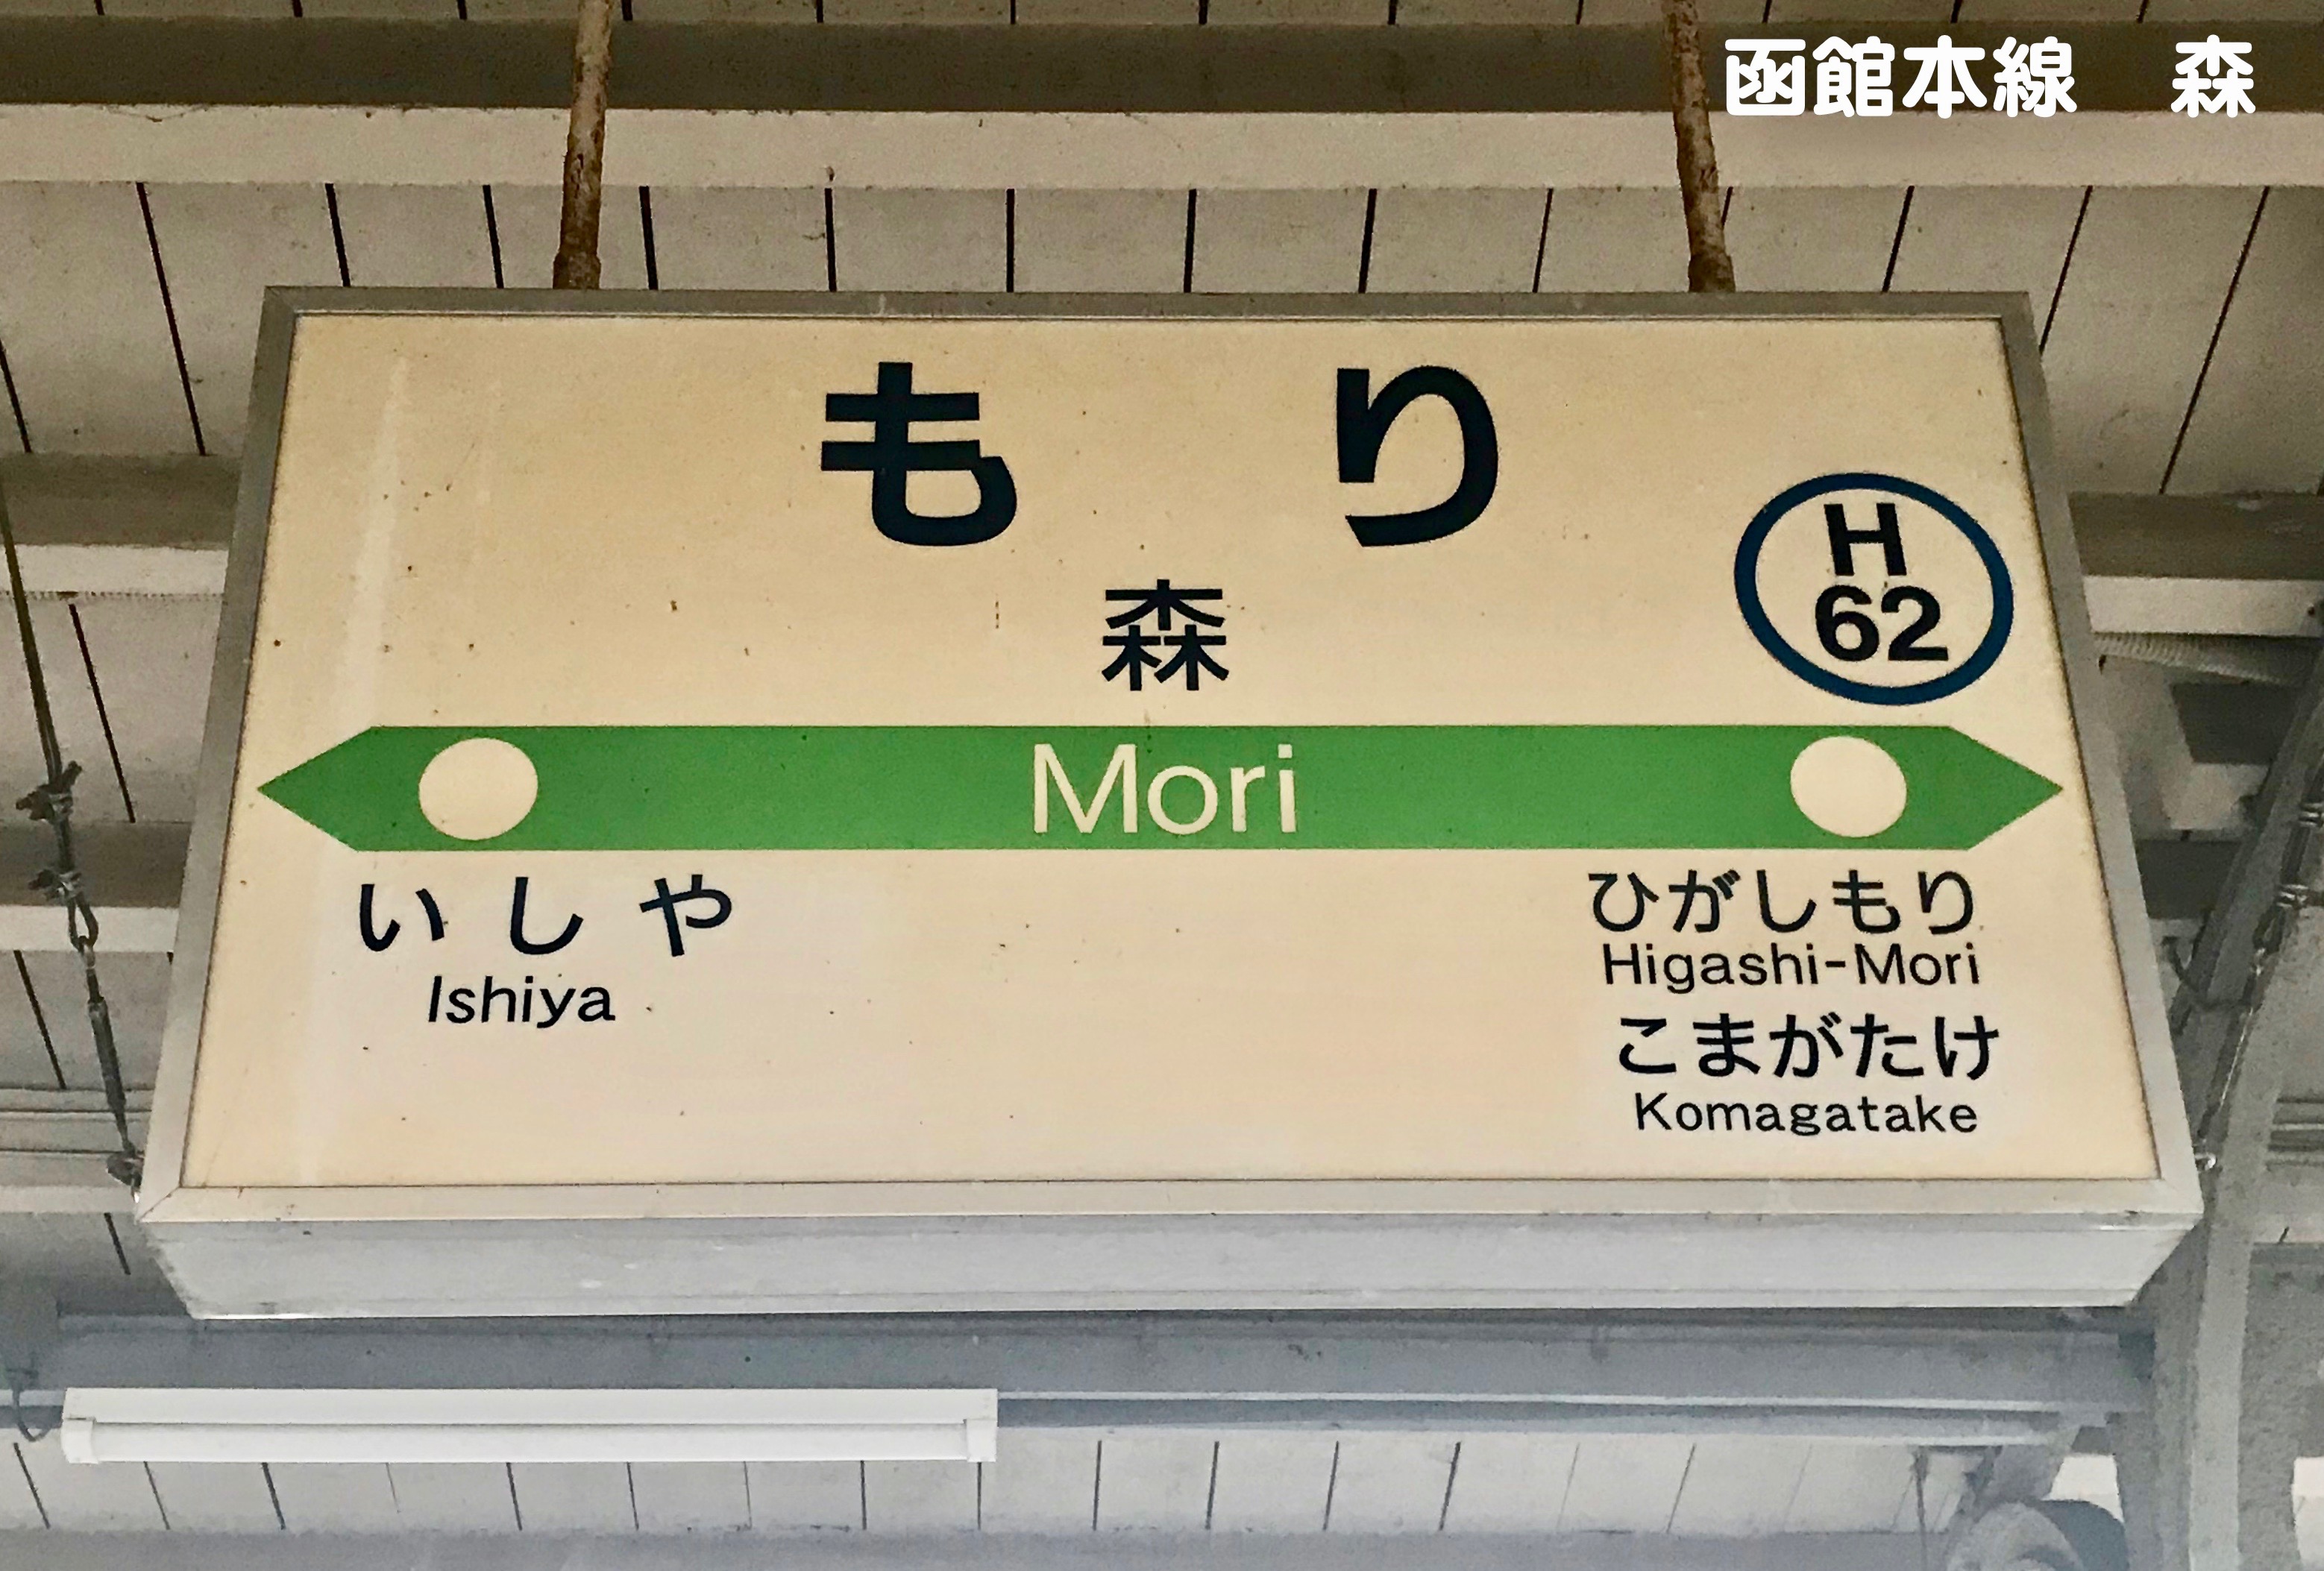 函館本線　森
もり
H
62
森
Mori
いしや
Ishiya
ひがしもり
Higashi-Mori
こまがたけ
Komagatake